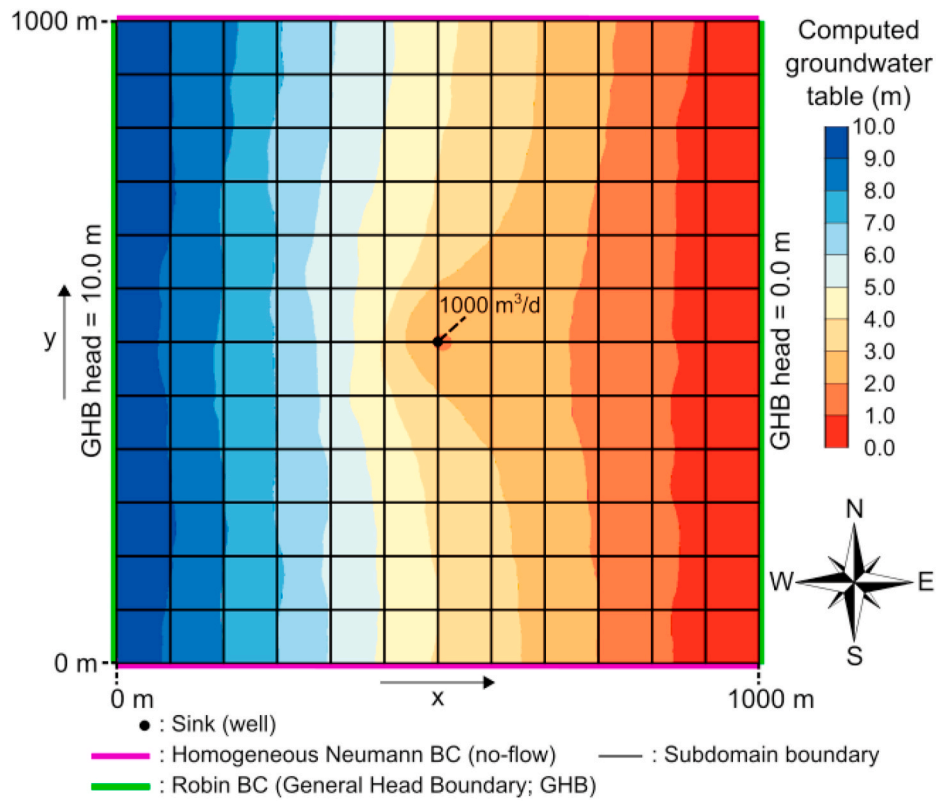 1000 m
Computed
groundwater
table (m)
10.0
9.0
8.0
7.0
6.0
5.0
4.0
3.0
2.0
1.0
0.0
GHB head = 10.0 m
y
1000 m³/d
GHB head = 0.0 m
N
W
E
S
0 m
0 m
x
1000 m
: Sink (well)
: Homogeneous Neumann BC (no-flow)
: Subdomain boundary
: Robin BC (General Head Boundary; GHB)